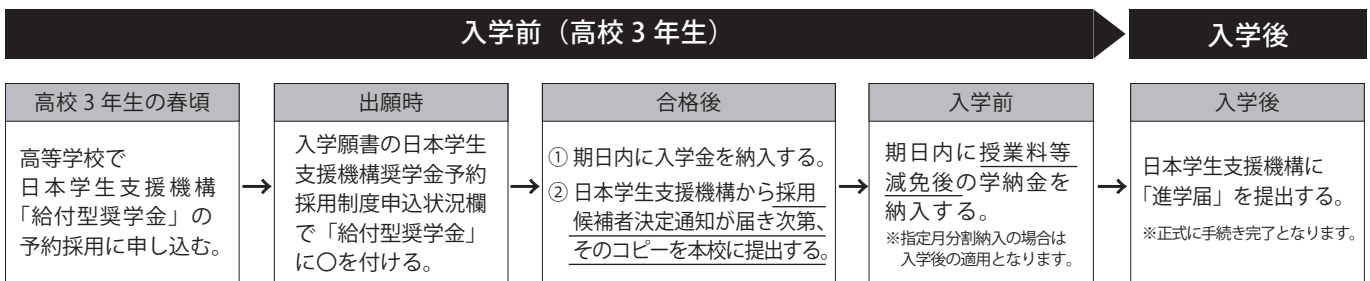 入学前（高校3年生）
入学後
高校3年生の春頃
高等学校で
日本学生支援機構
「給付型奨学金」の
予約採用に申し込む。
→
出願時
入学願書の日本学生
支援機構奨学金予約
採用制度申込状況欄
で「給付型奨学金」
に〇を付ける。
→
合格後
① 期日内に入学金を納入する。
② 日本学生支援機構から採用
候補者決定通知が届き次第、
そのコピーを本校に提出する。
→
入学前
期日内に授業料等
減免後の学納金を
納入する。
※指定月分割納入の場合は
入学後の適用となります。
→
入学後
日本学生支援機構に
「進学届」を提出する。
※正式に手続き完了となります。